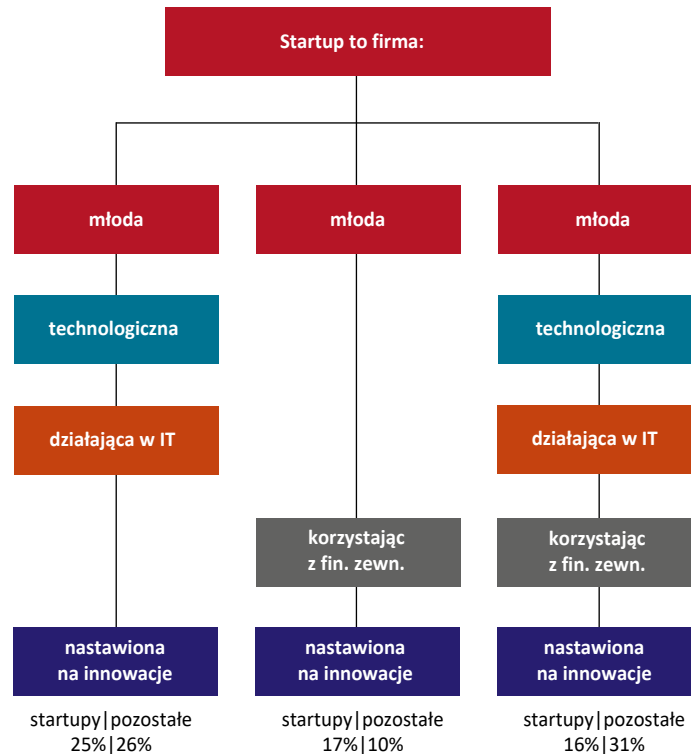 Startup to firma:
młoda
młoda
młoda
technologiczna
technologiczna
działająca w IT
działająca w IT
korzystając
z fin. zewn.
korzystając
z fin. zewn.
nastawiona
na innowacje
nastawiona
na innowacje
nastawiona
na innowacje
startupy|pozostałe
25%|26%
startupy|pozostałe
17%|10%
startupy|pozostałe
16%|31%